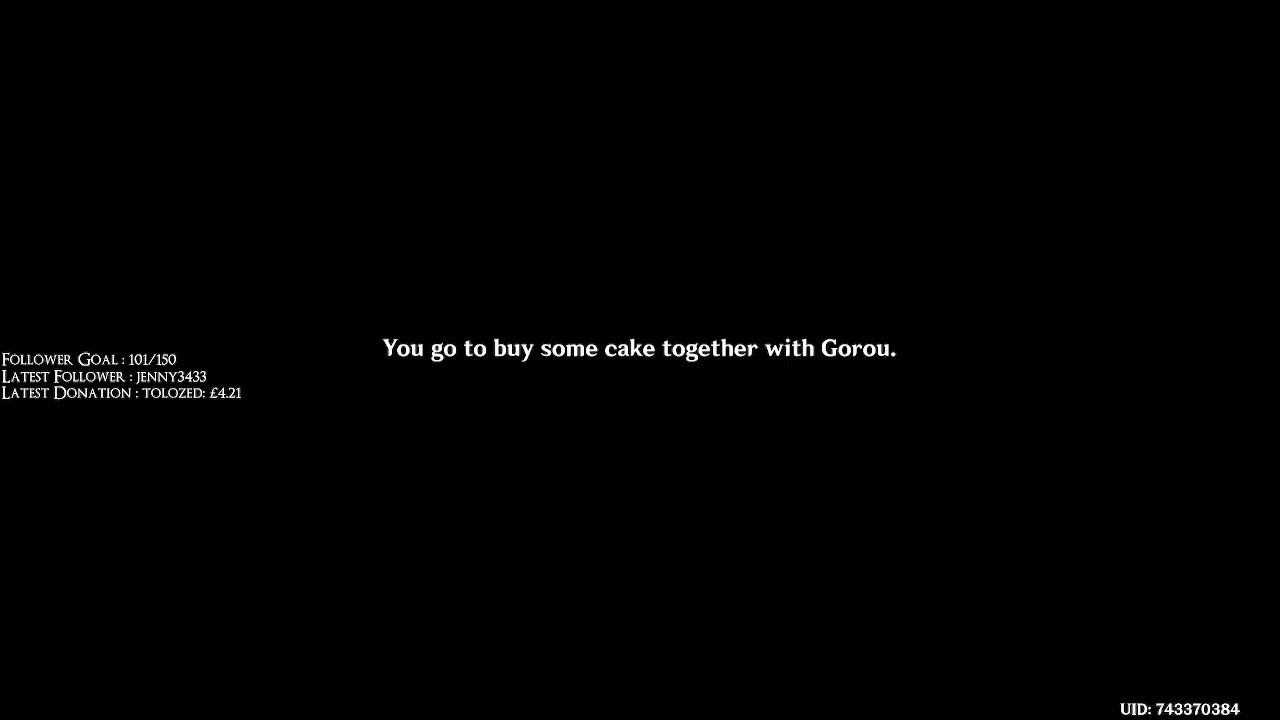 You go to buy some cake together with Gorou.
Follower Goal : 101/150
Latest Follower : jenny3433
Latest Donation : tolozed: £4.21
UID: 743370384